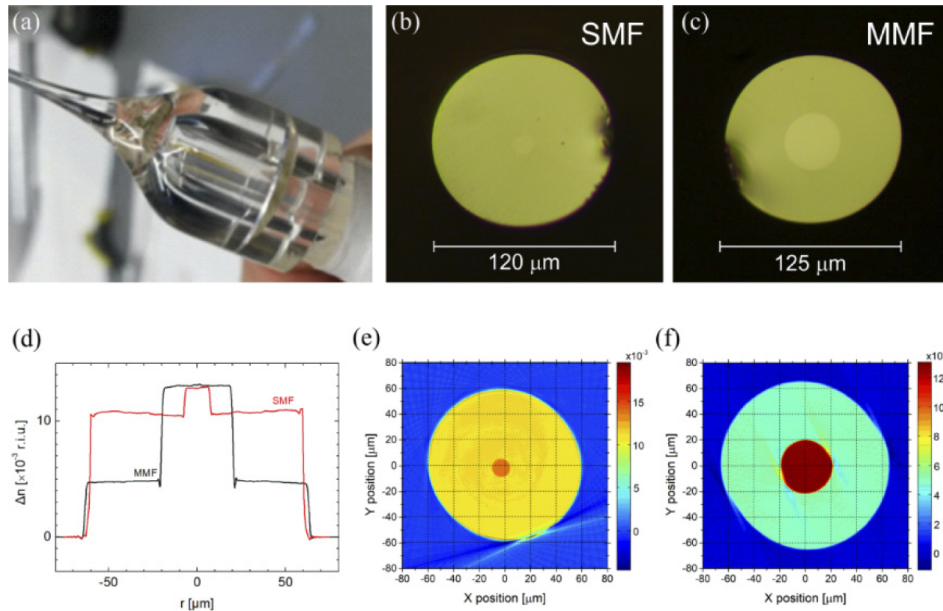 (a)
(b)
SMF
120 μm
(c)
MMF
125 μm
(d)
Δn [×10⁻³ r.i.u.]
10
0
SMF
MMF
-50
0
50
r [μm]
(e)
×10⁻³
80
60
40
20
0
-20
-40
-60
-80
Y position [μm]
-80 -60 -40 -20 0 20 40 60 80
X position [μm]
15
10
5
0
(f)
×10
80
60
40
20
0
-20
-40
-60
-80
Y position [μm]
-80 -60 -40 -20 0 20 40 60 80
X position [μm]
12
10
8
6
4
2
0